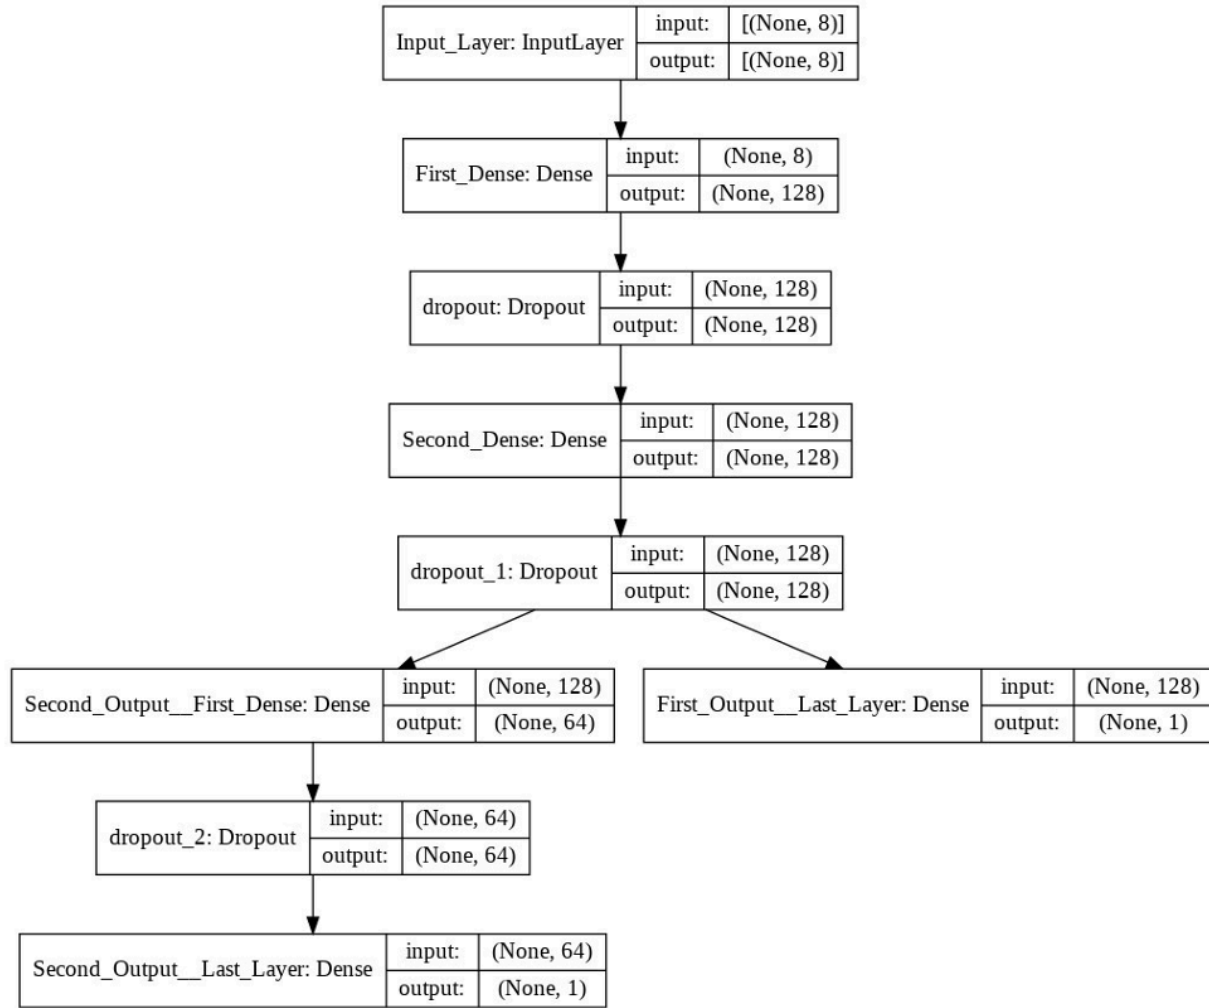 Input_Layer: InputLayer
input: [(None, 8)]
output: [(None, 8)]
First_Dense: Dense
input: (None, 8)
output: (None, 128)
dropout: Dropout
input: (None, 128)
output: (None, 128)
Second_Dense: Dense
input: (None, 128)
output: (None, 128)
dropout_1: Dropout
input: (None, 128)
output: (None, 128)
Second_Output__First_Dense: Dense
input: (None, 128)
output: (None, 64)
First_Output__Last_Layer: Dense
input: (None, 128)
output: (None, 1)
dropout_2: Dropout
input: (None, 64)
output: (None, 64)
Second_Output__Last_Layer: Dense
input: (None, 64)
output: (None, 1)